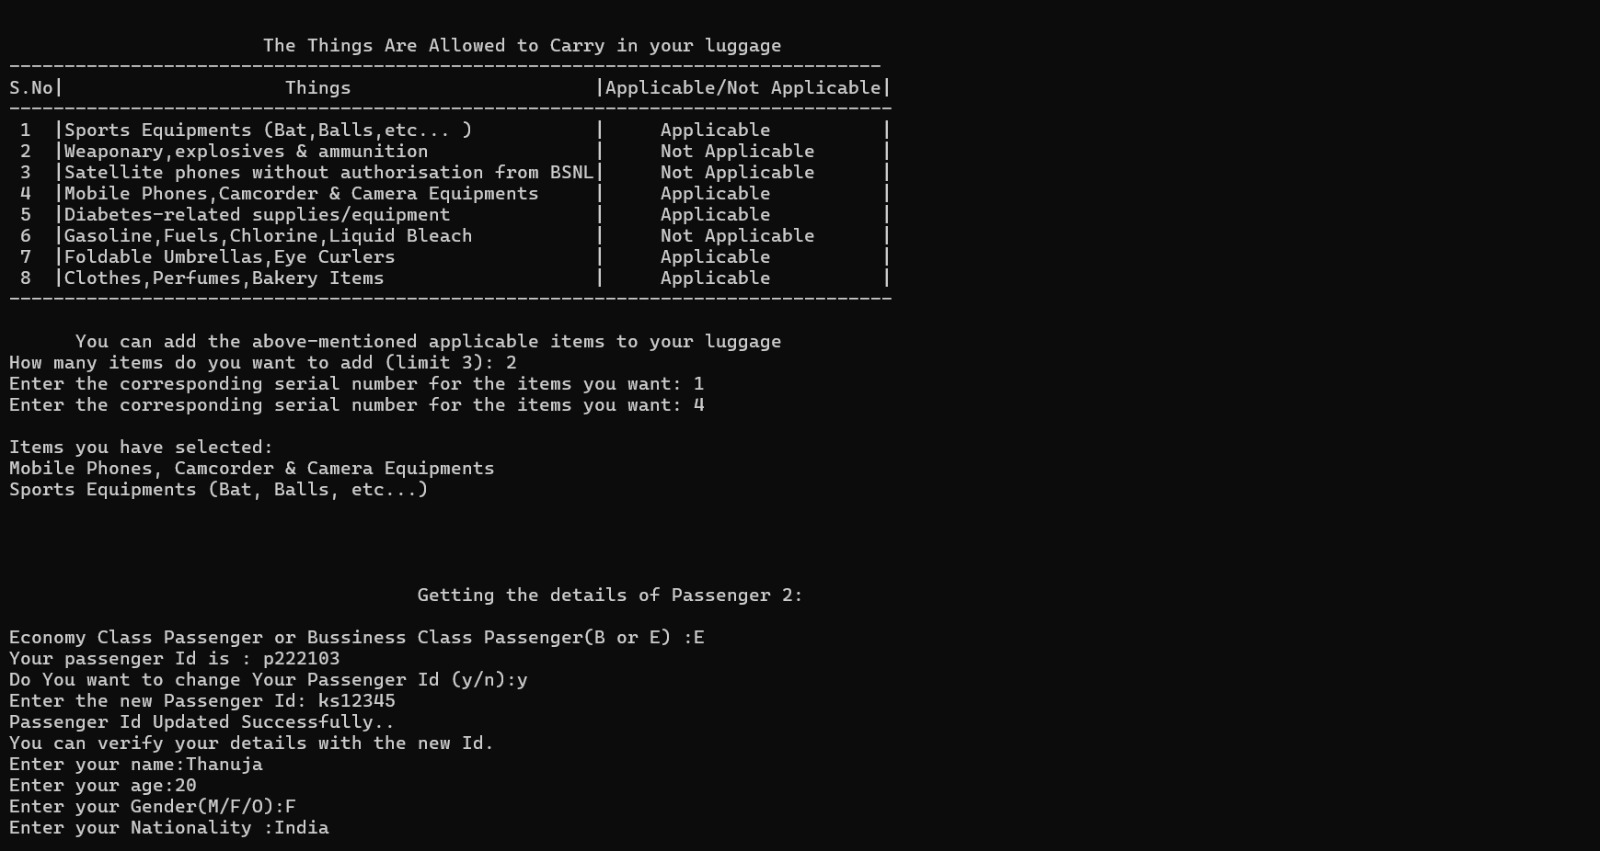 The Things Are Allowed to Carry in your luggage
--------------------------------------------------------------------------------
S.No| Things |Applicable/Not Applicable|
--------------------------------------------------------------------------------
1 |Sports Equipments (Bat,Balls,etc... ) | Applicable |
2 |Weaponary,explosives & ammunition | Not Applicable |
3 |Satellite phones without authorisation from BSNL| Not Applicable |
4 |Mobile Phones,Camcorder & Camera Equipments | Applicable |
5 |Diabetes-related supplies/equipment | Applicable |
6 |Gasoline,Fuels,Chlorine,Liquid Bleach | Not Applicable |
7 |Foldable Umbrellas,Eye Curlers | Applicable |
8 |Clothes,Perfumes,Bakery Items | Applicable |
--------------------------------------------------------------------------------
You can add the above-mentioned applicable items to your luggage
How many items do you want to add (limit 3): 2
Enter the corresponding serial number for the items you want: 1
Enter the corresponding serial number for the items you want: 4
Items you have selected:
Mobile Phones, Camcorder & Camera Equipments
Sports Equipments (Bat, Balls, etc...)
Getting the details of Passenger 2:
Economy Class Passenger or Bussiness Class Passenger(B or E) :E
Your passenger Id is : p222103
Do You want to change Your Passenger Id (y/n):y
Enter the new Passenger Id: ks12345
Passenger Id Updated Successfully..
You can verify your details with the new Id.
Enter your name:Thanuja
Enter your age:20
Enter your Gender(M/F/O):F
Enter your Nationality :India